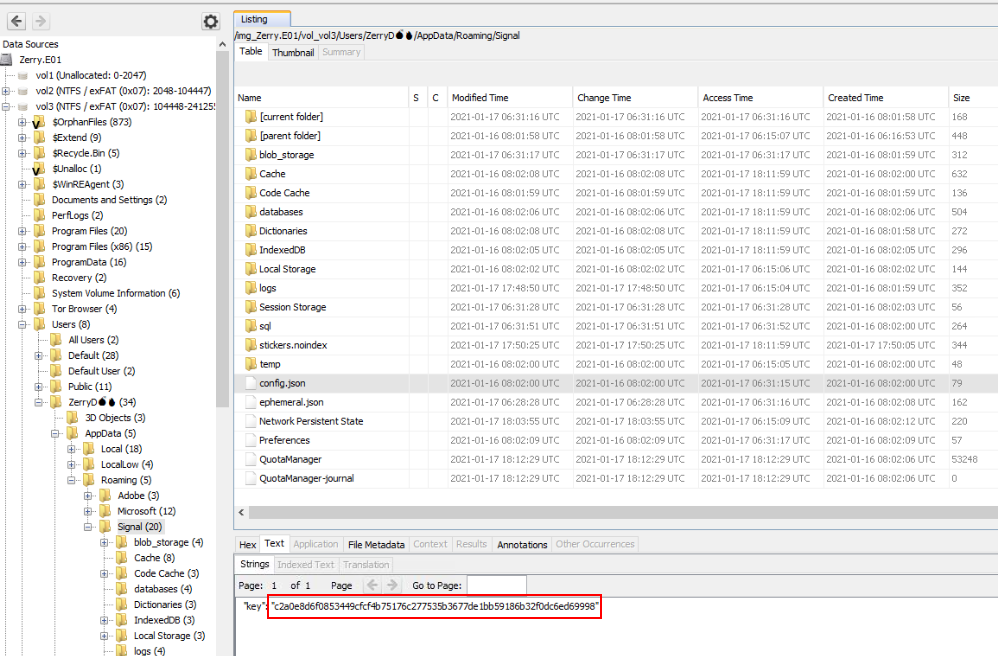 Listing
Data Sources
/img_Zerry.E01/vol_vol3/Users/ZerryD💣💣/AppData/Roaming/Signal
Table Thumbnail Summary
Zerry.E01
vol1 (Unallocated: 0-2047)
vol2 (NTFS / exFAT (0x07): 2048-104447)
vol3 (NTFS / exFAT (0x07): 104448-241255
$OrphanFiles (873)
$Extend (9)
$Recycle.Bin (5)
$Unalloc (1)
$WinREAgent (3)
Documents and Settings (2)
PerfLogs (2)
Program Files (20)
Program Files (x86) (15)
ProgramData (16)
Recovery (2)
System Volume Information (6)
Tor Browser (4)
Users (8)
All Users (2)
Default (28)
Default User (2)
Public (11)
ZerryD💣💣 (34)
3D Objects (3)
AppData (5)
Local (18)
LocalLow (4)
Roaming (5)
Adobe (3)
Microsoft (12)
Signal (20)
blob_storage (4)
Cache (8)
Code Cache (3)
databases (4)
Dictionaries (3)
IndexedDB (3)
Local Storage (3)
logs (4)
Name S C Modified Time Change Time Access Time Created Time Size
[current folder] 2021-01-17 06:31:16 UTC 2021-01-17 06:31:16 UTC 2021-01-17 06:31:16 UTC 2021-01-16 08:01:58 UTC 168
[parent folder] 2021-01-16 08:01:58 UTC 2021-01-16 08:01:58 UTC 2021-01-17 06:15:07 UTC 2021-01-16 06:16:53 UTC 448
blob_storage 2021-01-17 06:31:17 UTC 2021-01-17 06:31:17 UTC 2021-01-17 06:31:17 UTC 2021-01-16 08:01:59 UTC 312
Cache 2021-01-16 08:02:08 UTC 2021-01-16 08:02:08 UTC 2021-01-17 18:11:59 UTC 2021-01-16 08:02:00 UTC 632
Code Cache 2021-01-16 08:01:59 UTC 2021-01-16 08:01:59 UTC 2021-01-17 18:11:59 UTC 2021-01-16 08:01:59 UTC 136
databases 2021-01-16 08:02:06 UTC 2021-01-16 08:02:06 UTC 2021-01-17 18:11:59 UTC 2021-01-16 08:02:06 UTC 504
Dictionaries 2021-01-16 08:02:08 UTC 2021-01-16 08:02:08 UTC 2021-01-17 18:11:59 UTC 2021-01-16 08:01:58 UTC 272
IndexedDB 2021-01-16 08:02:05 UTC 2021-01-16 08:02:05 UTC 2021-01-17 18:11:59 UTC 2021-01-16 08:02:05 UTC 296
Local Storage 2021-01-16 08:02:02 UTC 2021-01-16 08:02:02 UTC 2021-01-17 06:15:06 UTC 2021-01-16 08:02:02 UTC 144
logs 2021-01-17 17:48:50 UTC 2021-01-17 17:48:50 UTC 2021-01-17 06:15:04 UTC 2021-01-16 08:01:59 UTC 352
Session Storage 2021-01-17 06:31:28 UTC 2021-01-17 06:31:28 UTC 2021-01-17 06:31:28 UTC 2021-01-16 08:02:03 UTC 56
sql 2021-01-17 06:31:51 UTC 2021-01-17 06:31:51 UTC 2021-01-17 06:31:52 UTC 2021-01-16 08:02:00 UTC 264
stickers.noindex 2021-01-17 17:50:25 UTC 2021-01-17 17:50:25 UTC 2021-01-17 18:11:59 UTC 2021-01-17 17:50:05 UTC 344
temp 2021-01-16 08:02:00 UTC 2021-01-16 08:02:00 UTC 2021-01-17 06:15:05 UTC 2021-01-16 08:02:00 UTC 48
config.json 2021-01-16 08:02:00 UTC 2021-01-16 08:02:00 UTC 2021-01-17 06:31:15 UTC 2021-01-16 08:02:00 UTC 79
ephemeral.json 2021-01-17 06:28:28 UTC 2021-01-17 06:28:28 UTC 2021-01-17 06:31:16 UTC 2021-01-16 08:02:08 UTC 162
Network Persistent State 2021-01-17 18:03:55 UTC 2021-01-17 18:03:55 UTC 2021-01-17 06:15:09 UTC 2021-01-16 08:02:12 UTC 220
Preferences 2021-01-16 08:02:09 UTC 2021-01-16 08:02:09 UTC 2021-01-17 06:31:17 UTC 2021-01-16 08:02:09 UTC 57
QuotaManager 2021-01-17 18:12:29 UTC 2021-01-17 18:12:29 UTC 2021-01-17 18:12:29 UTC 2021-01-16 08:02:06 UTC 53248
QuotaManager-journal 2021-01-17 18:12:29 UTC 2021-01-17 18:12:29 UTC 2021-01-17 18:12:29 UTC 2021-01-16 08:02:06 UTC 0
Hex Text Application File Metadata Context Results Annotations Other Occurrences
Strings Indexed Text Translation
Page: 1 of 1 Page Go to Page:
"key": "c2a0e8d6f0853449cfcf4b75176c277535b3677de1bb59186b32f0dc6ed69998"